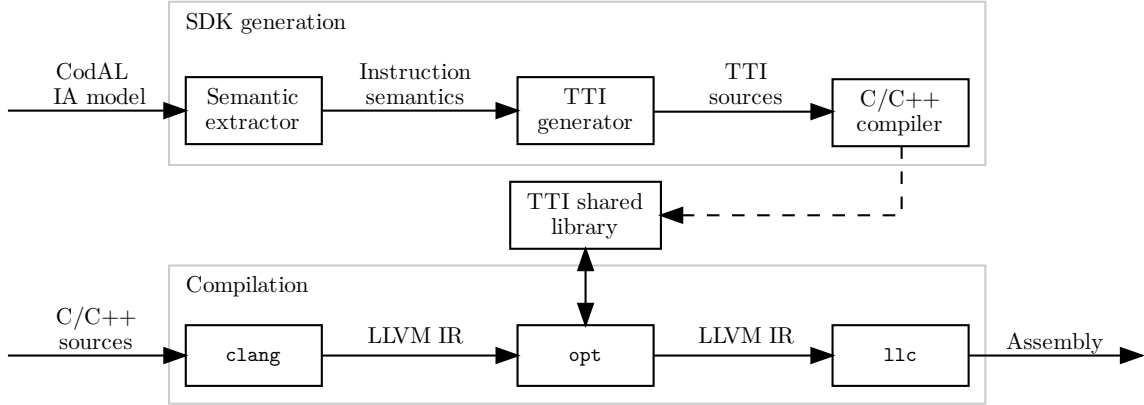 SDK generation
CodAL
IA model
Semantic
extractor
Instruction
semantics
TTI
generator
TTI
sources
C/C++
compiler
TTI shared
library
Compilation
C/C++
sources
clang
LLVM IR
opt
LLVM IR
llc
Assembly